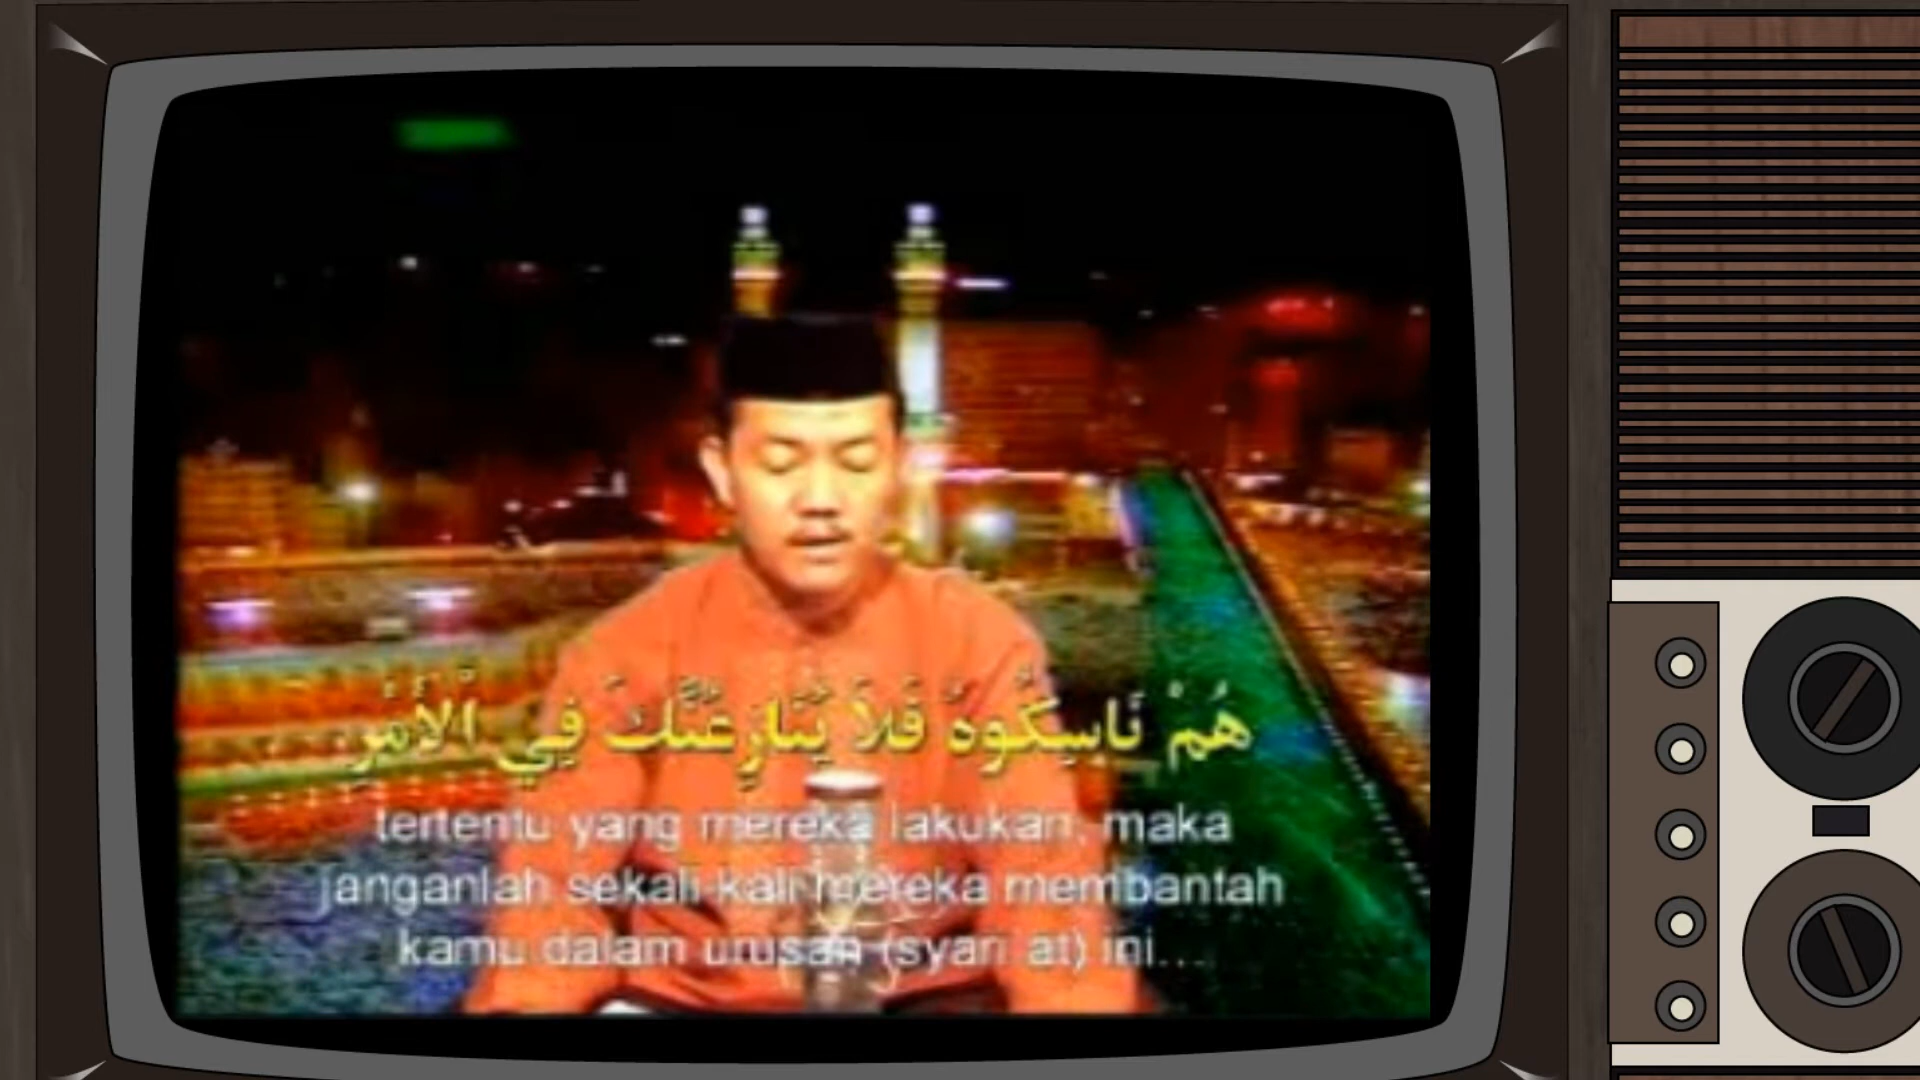 هُمْ نَاسِكُوهُ فَلَا يُنَازِعُنَّكَ فِي الْأَمْرِ
tertentu yang mereka lakukan, maka
janganlah sekali-kali mereka membantah
kamu dalam urusan (syari'at) ini...